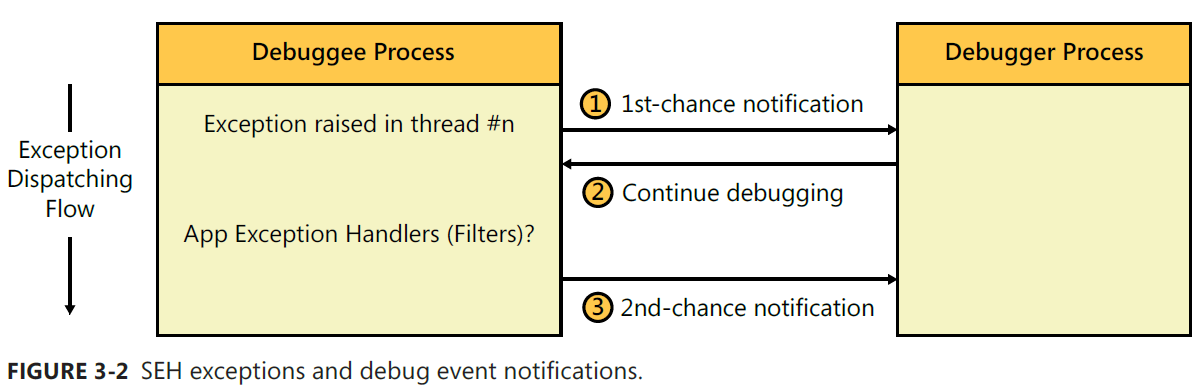 Debuggee Process
Debugger Process
Exception
Dispatching
Flow
Exception raised in thread #n
App Exception Handlers (Filters)?
1 1st-chance notification
2 Continue debugging
3 2nd-chance notification
FIGURE 3-2 SEH exceptions and debug event notifications.